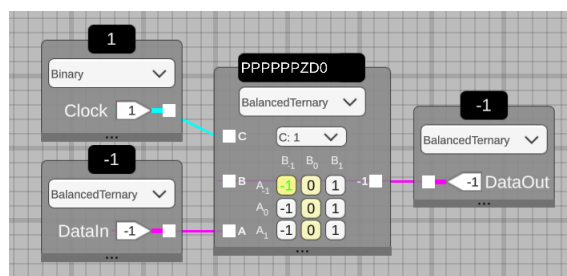 1
Binary
Clock 1
-1
BalancedTernary
DataIn -1
PPPPPPZD0
BalancedTernary
C C: 1
B-1 B0 B1
B A-1 -1 0 1 -1
A0 -1 0 1
A A1 -1 0 1
-1
BalancedTernary
-1 DataOut